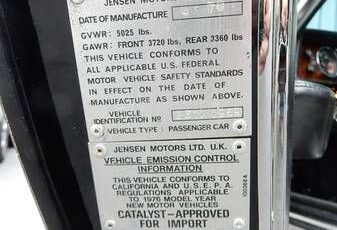 JENSEN MOTORS
DATE OF MANUFACTURE
GVWR: 5025 lbs.
GAWR: FRONT 3720 lbs, REAR 3360 lbs
THIS VEHICLE CONFORMS TO
ALL APPLICABLE U.S. FEDERAL
MOTOR VEHICLE SAFETY STANDARDS
IN EFFECT ON THE DATE OF
MANUFACTURE AS SHOWN ABOVE.
VEHICLE
IDENTIFICATION Nº
VEHICLE TYPE: PASSENGER CAR
JENSEN MOTORS LTD. U.K.
VEHICLE EMISSION CONTROL
INFORMATION
THIS VEHICLE CONFORMS TO
CALIFORNIA AND U.S.E.P.A.
REGULATIONS APPLICABLE
TO 1976 MODEL YEAR
NEW MOTOR VEHICLES
CATALYST-APPROVED
FOR IMPORT